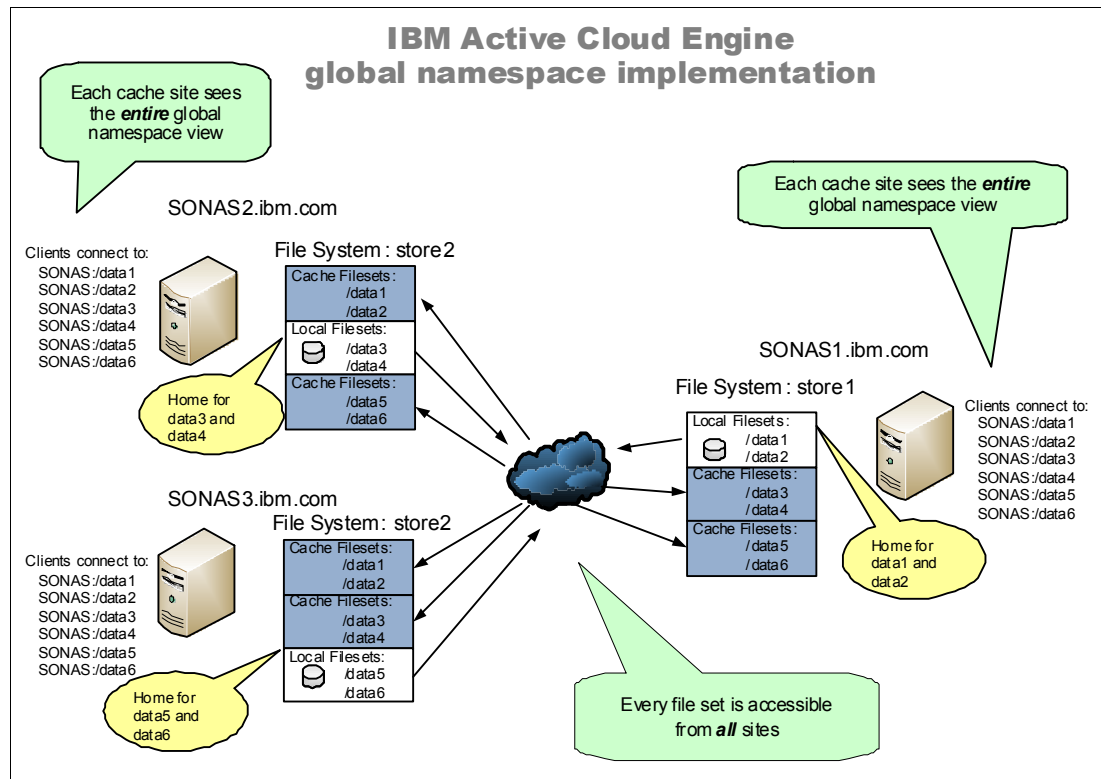 IBM Active Cloud Engine
global namespace implementation
Each cache site sees
the entire global
namespace view
Each cache site sees the entire
global namespace view
SONAS2.ibm.com
Clients connect to:
SONAS:/data1
SONAS:/data2
SONAS:/data3
SONAS:/data4
SONAS:/data5
SONAS:/data6
File System : store2
Cache Filesets:
/data1
/data2
Local Filesets:
/data3
/data4
Cache Filesets:
/data5
/data6
Home for
data3 and
data4
SONAS1.ibm.com
File System : store1
Local Filesets:
/data1
/data2
Cache Filesets:
/data3
/data4
Cache Filesets:
/data5
/data6
Clients connect to:
SONAS:/data1
SONAS:/data2
SONAS:/data3
SONAS:/data4
SONAS:/data5
SONAS:/data6
Home for
data1 and
data2
SONAS3.ibm.com
File System : store2
Clients connect to:
SONAS:/data1
SONAS:/data2
SONAS:/data3
SONAS:/data4
SONAS:/data5
SONAS:/data6
Cache Filesets:
/data1
/data2
Cache Filesets:
/data3
/data4
Local Filesets:
/data5
/data6
Home for
data5 and
data6
Every file set is accessible
from all sites